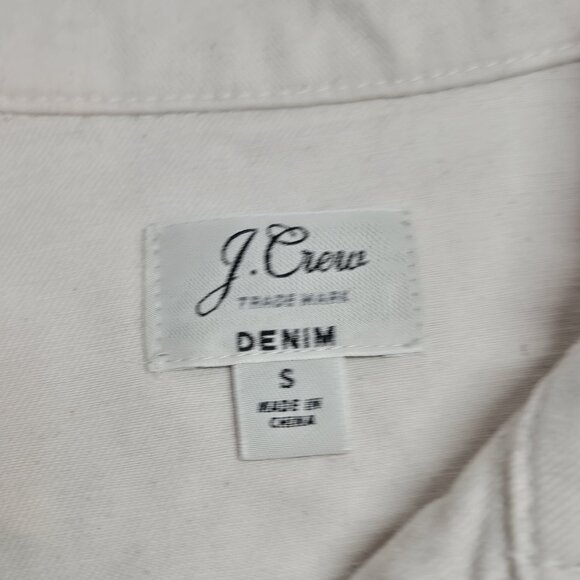 J.Crew
TRADE MARK
DENIM
S
MADE IN
CHINA